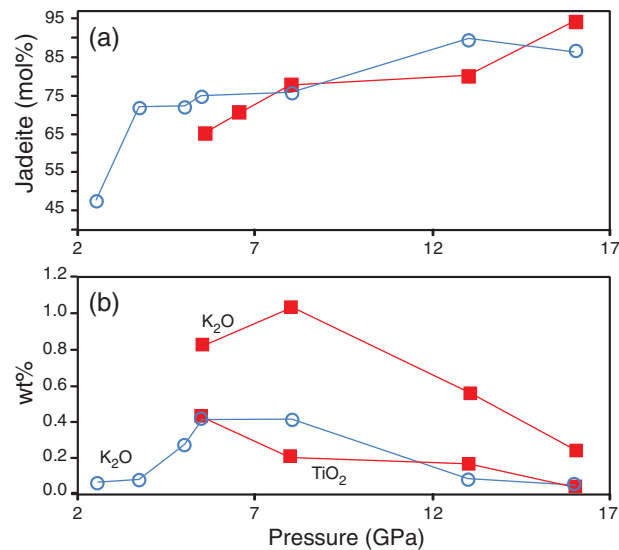 95
(a)
85
75
65
55
45
Jadeite (mol%)
2
7
12
17
1.2
(b)
1.0
K₂O
0.8
0.6
0.4
K₂O
0.2
TiO₂
0.0
wt%
2
7
12
17
Pressure (GPa)